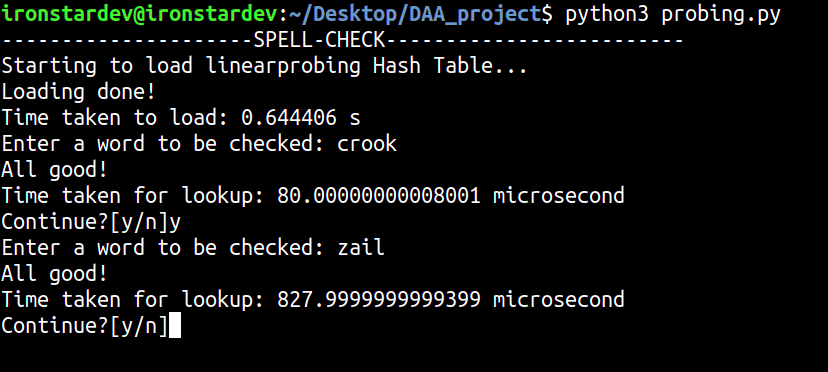 ironstardev@ironstardev:~/Desktop/DAA_project$ python3 probing.py
---------------------SPELL-CHECK-------------------------
Starting to load linearprobing Hash Table...
Loading done!
Time taken to load: 0.644406 s
Enter a word to be checked: crook
All good!
Time taken for lookup: 80.00000000008001 microsecond
Continue?[y/n]y
Enter a word to be checked: zail
All good!
Time taken for lookup: 827.9999999999399 microsecond
Continue?[y/n]